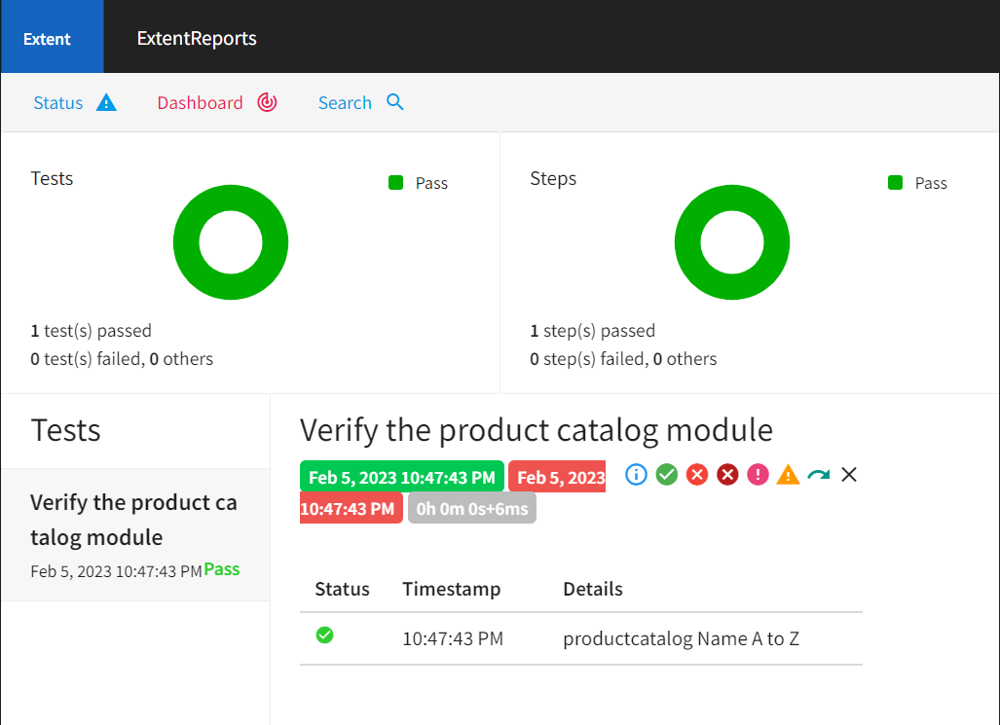 Extent
ExtentReports
Status
Dashboard
Search
Tests
Pass
1 test(s) passed
0 test(s) failed, 0 others
Steps
Pass
1 step(s) passed
0 step(s) failed, 0 others
Tests
Verify the product ca
talog module
Feb 5, 2023 10:47:43 PM Pass
Verify the product catalog module
Feb 5, 2023 10:47:43 PM Feb 5, 2023
10:47:43 PM 0h 0m 0s+6ms
Status Timestamp Details
10:47:43 PM productcatalog Name A to Z